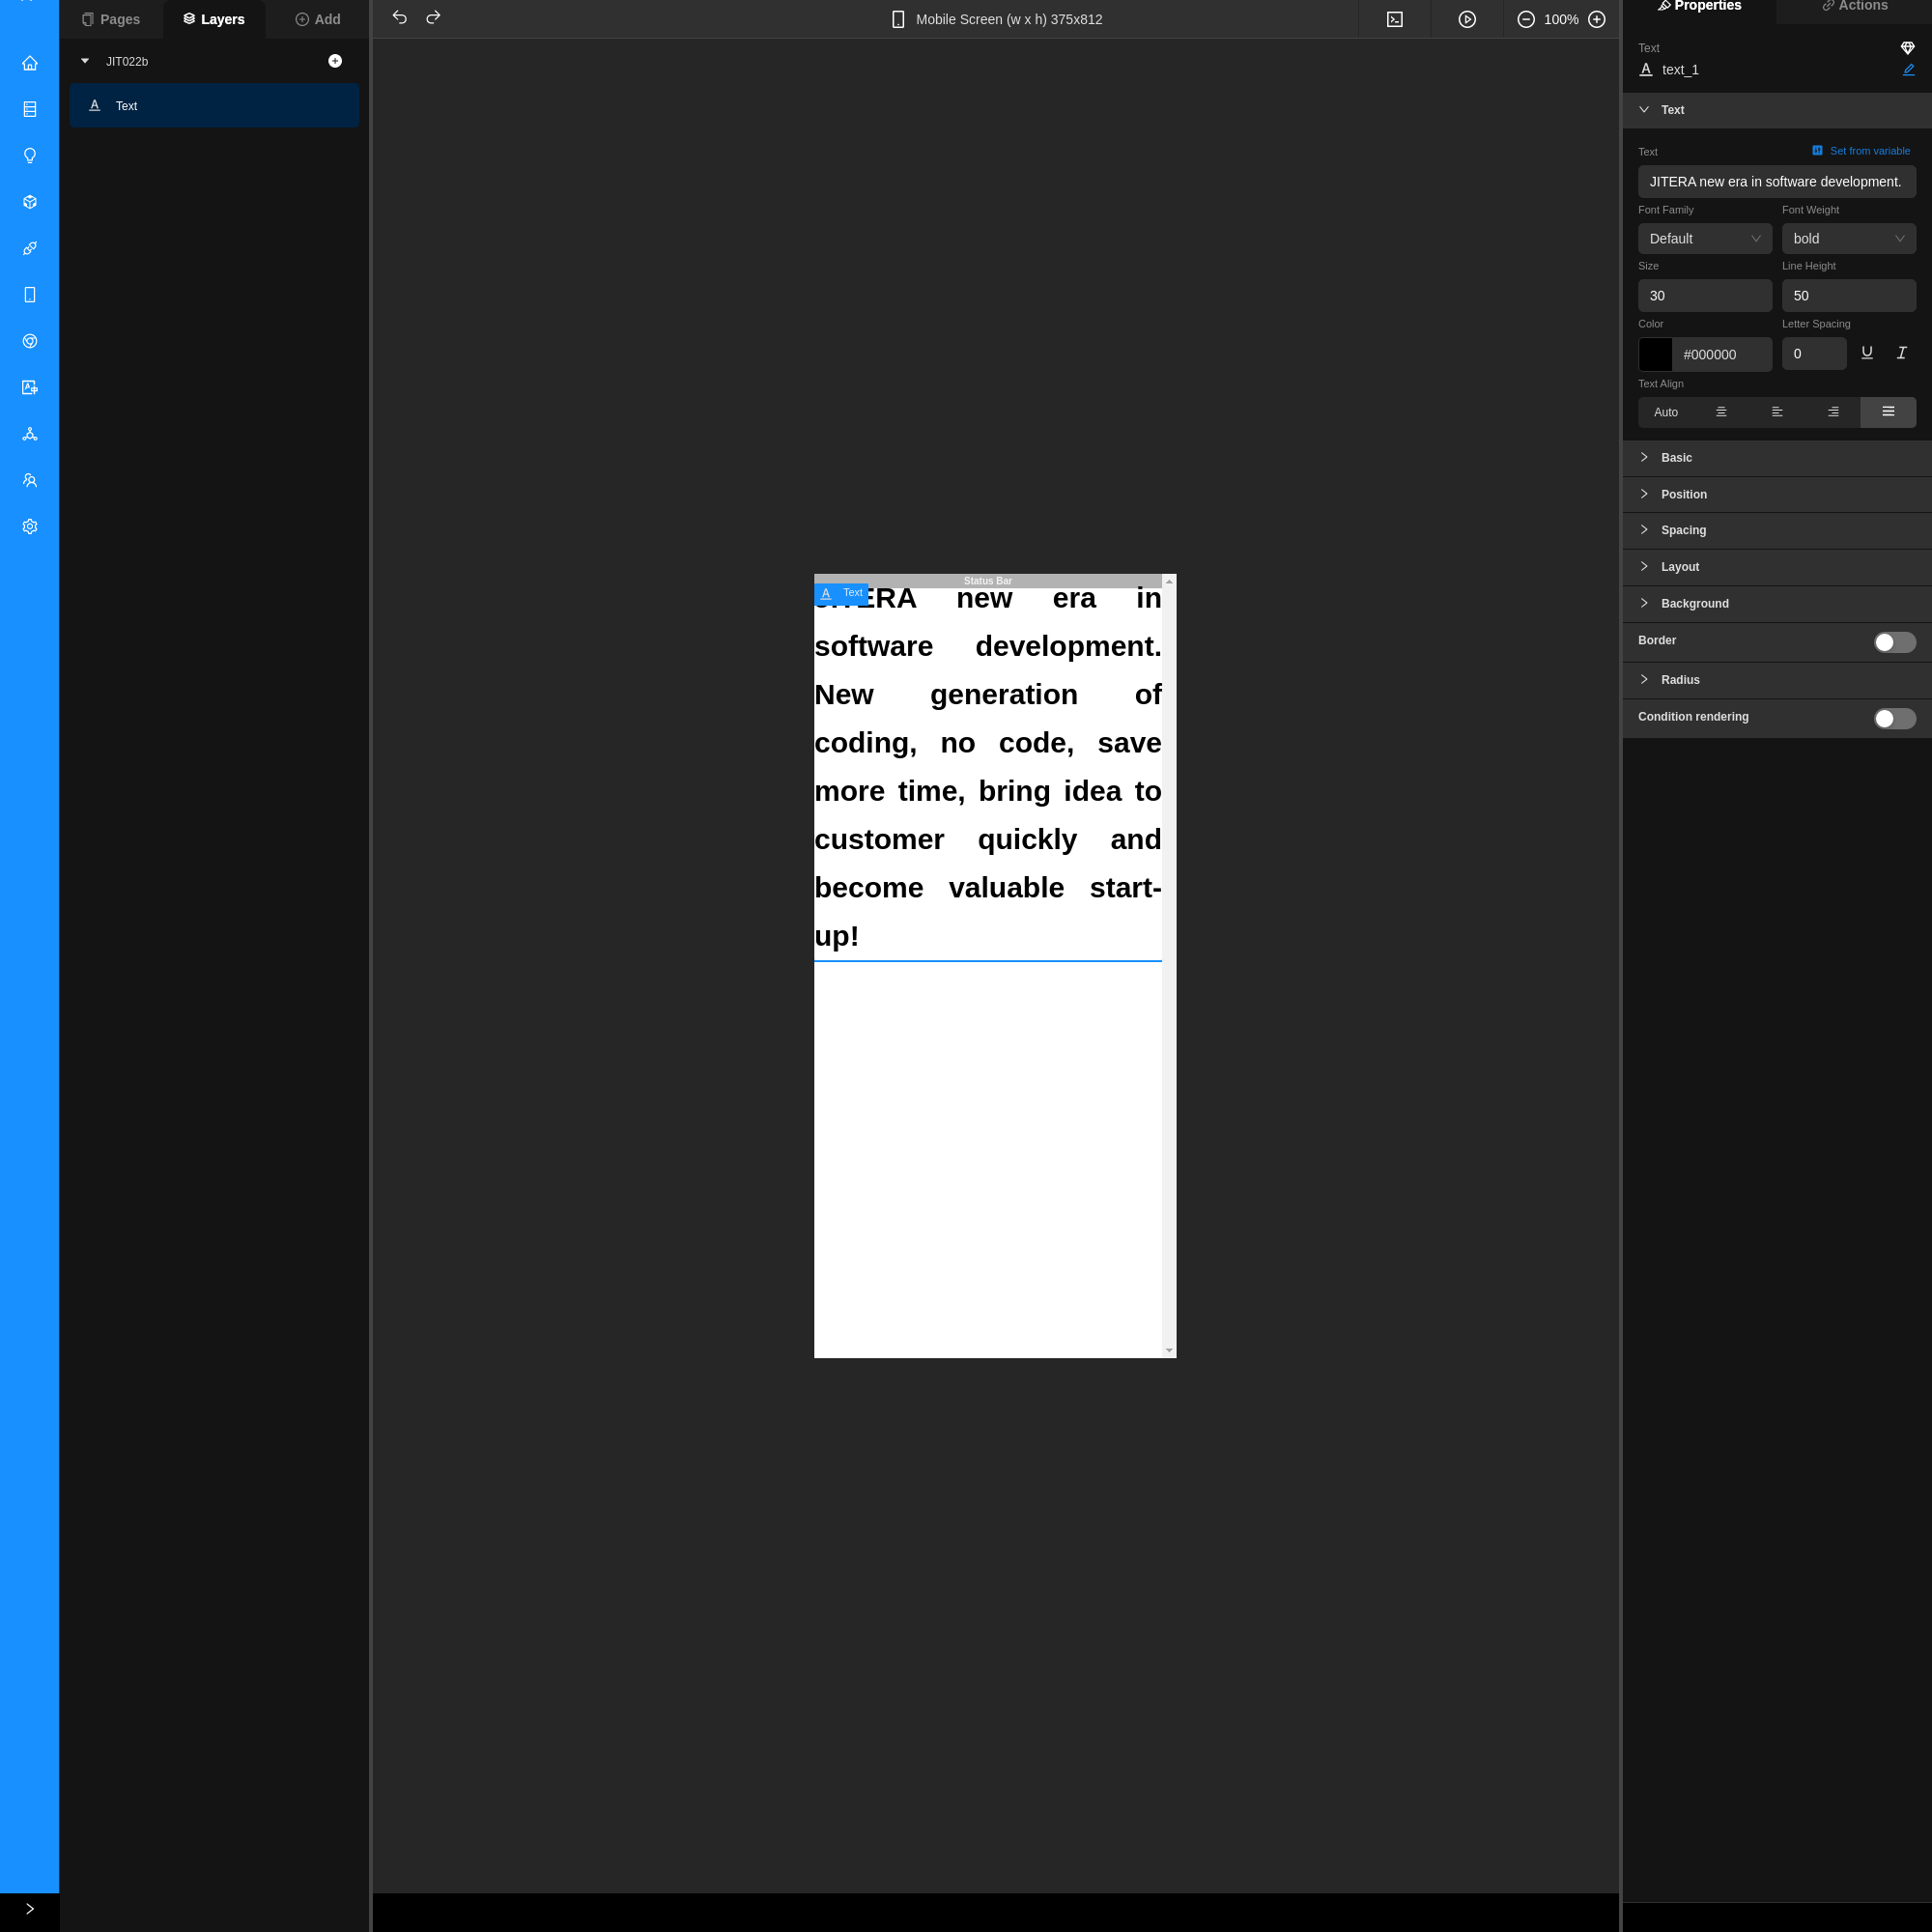 Pages
Layers
Add
Mobile Screen (w x h) 375x812
100%
Properties
Actions
JIT022b
Text
Text
text_1
Text
Text
Set from variable
JITERA new era in software development.
Font Family
Font Weight
Default
bold
Size
Line Height
30
50
Color
Letter Spacing
#000000
0
Text Align
Auto
Basic
Position
Spacing
Layout
Background
Border
Radius
Condition rendering
Status Bar
Text
JITERA new era in
software development.
New generation of
coding, no code, save
more time, bring idea to
customer quickly and
become valuable start-
up!